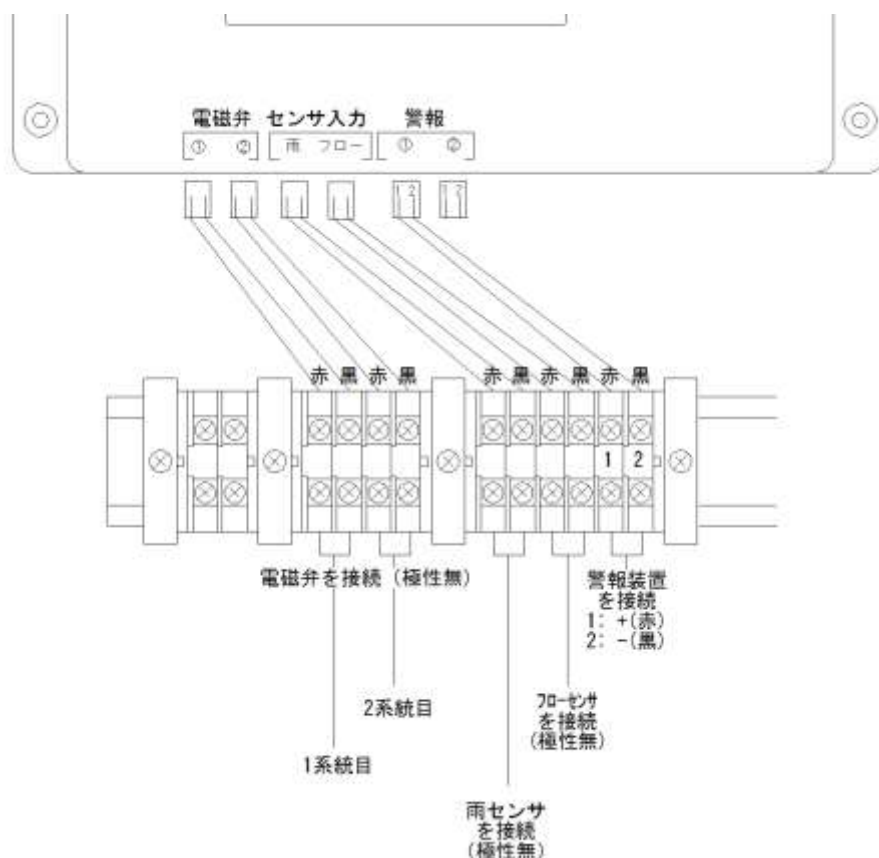 電磁弁 センサ入力 警報
① ② 雨 フロー ① ②
1 2 1 2
赤 黒 赤 黒 赤 黒 赤 黒 赤 黒
1 2
電磁弁を接続（極性無）
1系統目
2系統目
雨センサ
を接続
(極性無)
フローセンサ
を接続
(極性無)
警報装置
を接続
1: +(赤)
2: -(黒)